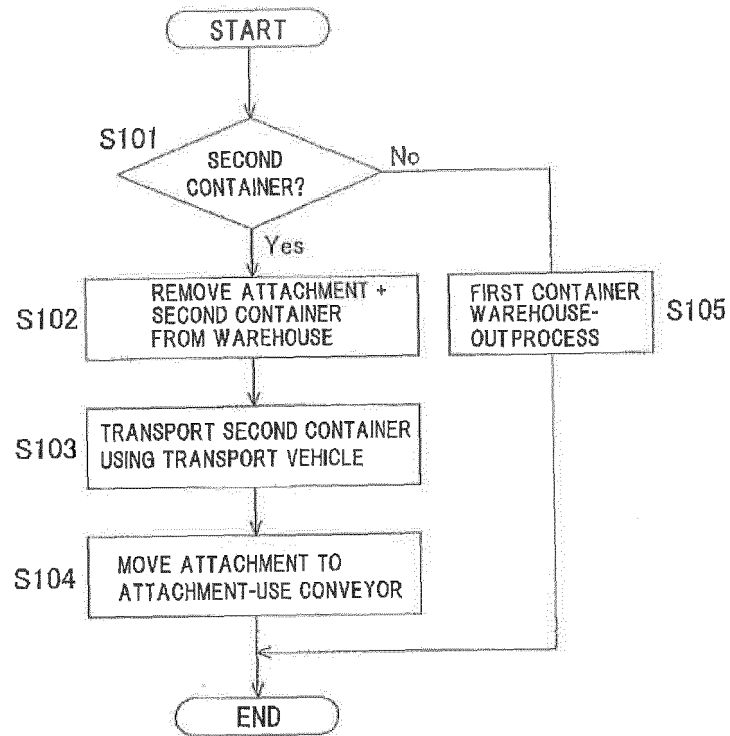 START
S101
SECOND
CONTAINER?
No
Yes
S102
REMOVE ATTACHMENT +
SECOND CONTAINER
FROM WAREHOUSE
FIRST CONTAINER
WAREHOUSE-
OUTPROCESS
S105
S103
TRANSPORT SECOND CONTAINER
USING TRANSPORT VEHICLE
S104
MOVE ATTACHMENT TO
ATTACHMENT-USE CONVEYOR
END